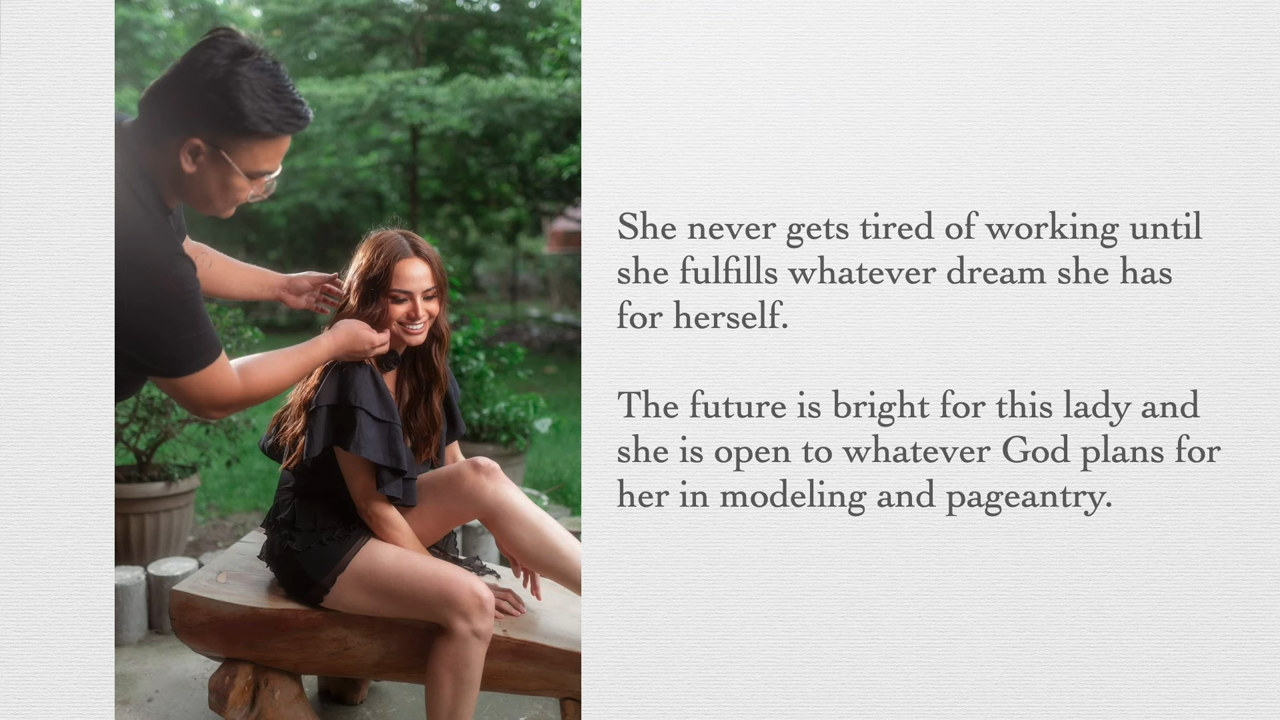 She never gets tired of working until
she fulfills whatever dream she has
for herself.
The future is bright for this lady and
she is open to whatever God plans for
her in modeling and pageantry.